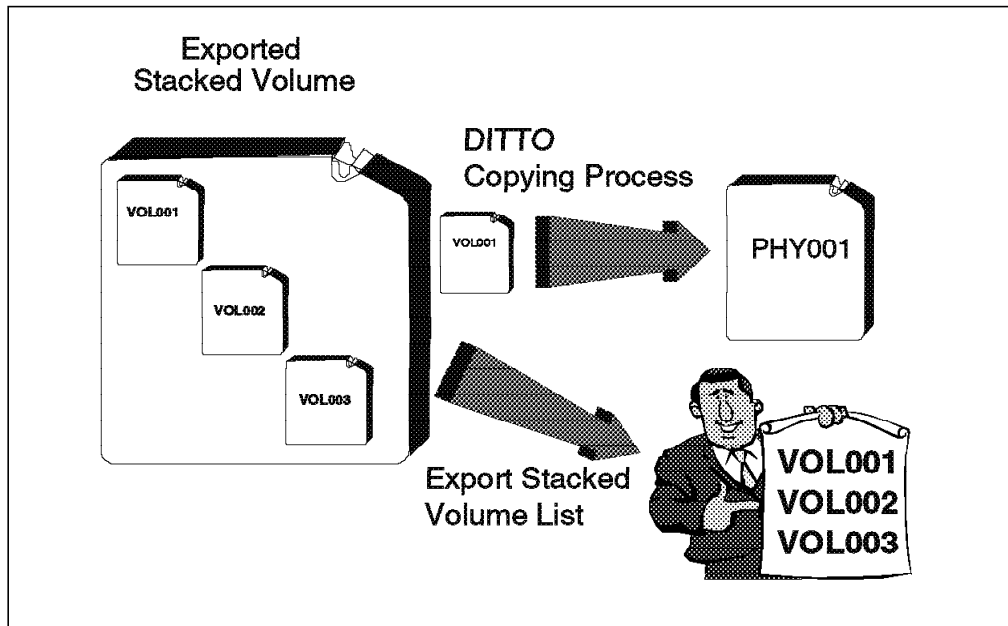 Exported
Stacked Volume
DITTO
Copying Process
VOL001
VOL002
VOL003
VOL001
PHY001
Export Stacked
Volume List
VOL001
VOL002
VOL003